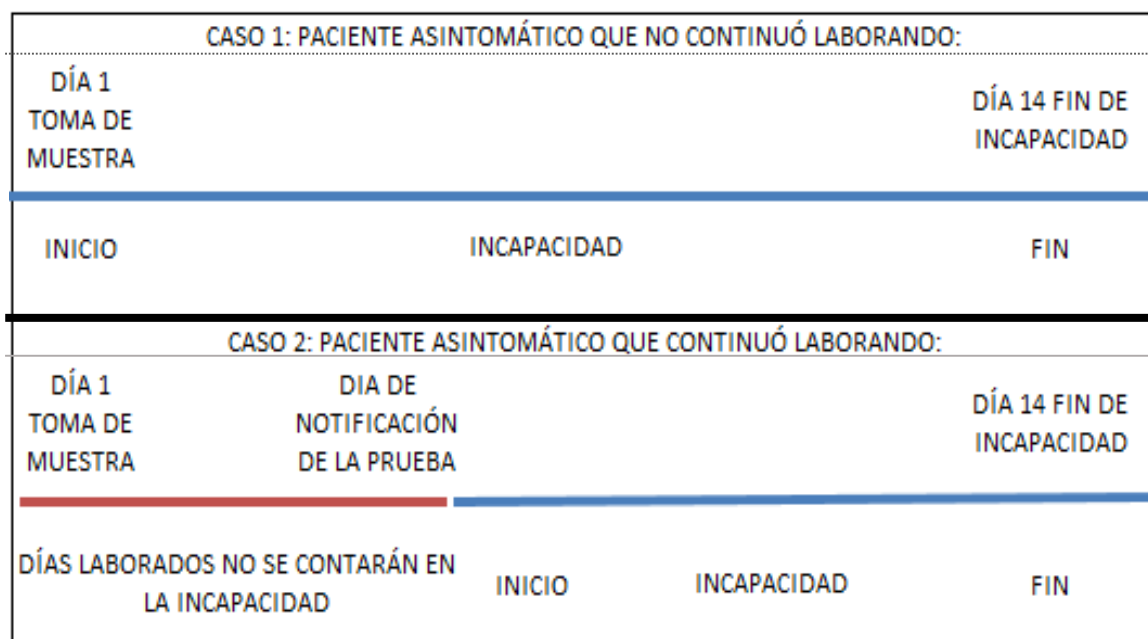 CASO 1: PACIENTE ASINTOMÁTICO QUE NO CONTINUÓ LABORANDO:
DÍA 1
TOMA DE
MUESTRA
DÍA 14 FIN DE
INCAPACIDAD
INICIO
INCAPACIDAD
FIN
CASO 2: PACIENTE ASINTOMÁTICO QUE CONTINUÓ LABORANDO:
DÍA 1
TOMA DE
MUESTRA
DIA DE
NOTIFICACIÓN
DE LA PRUEBA
DÍA 14 FIN DE
INCAPACIDAD
DÍAS LABORADOS NO SE CONTARÁN EN
LA INCAPACIDAD
INICIO
INCAPACIDAD
FIN